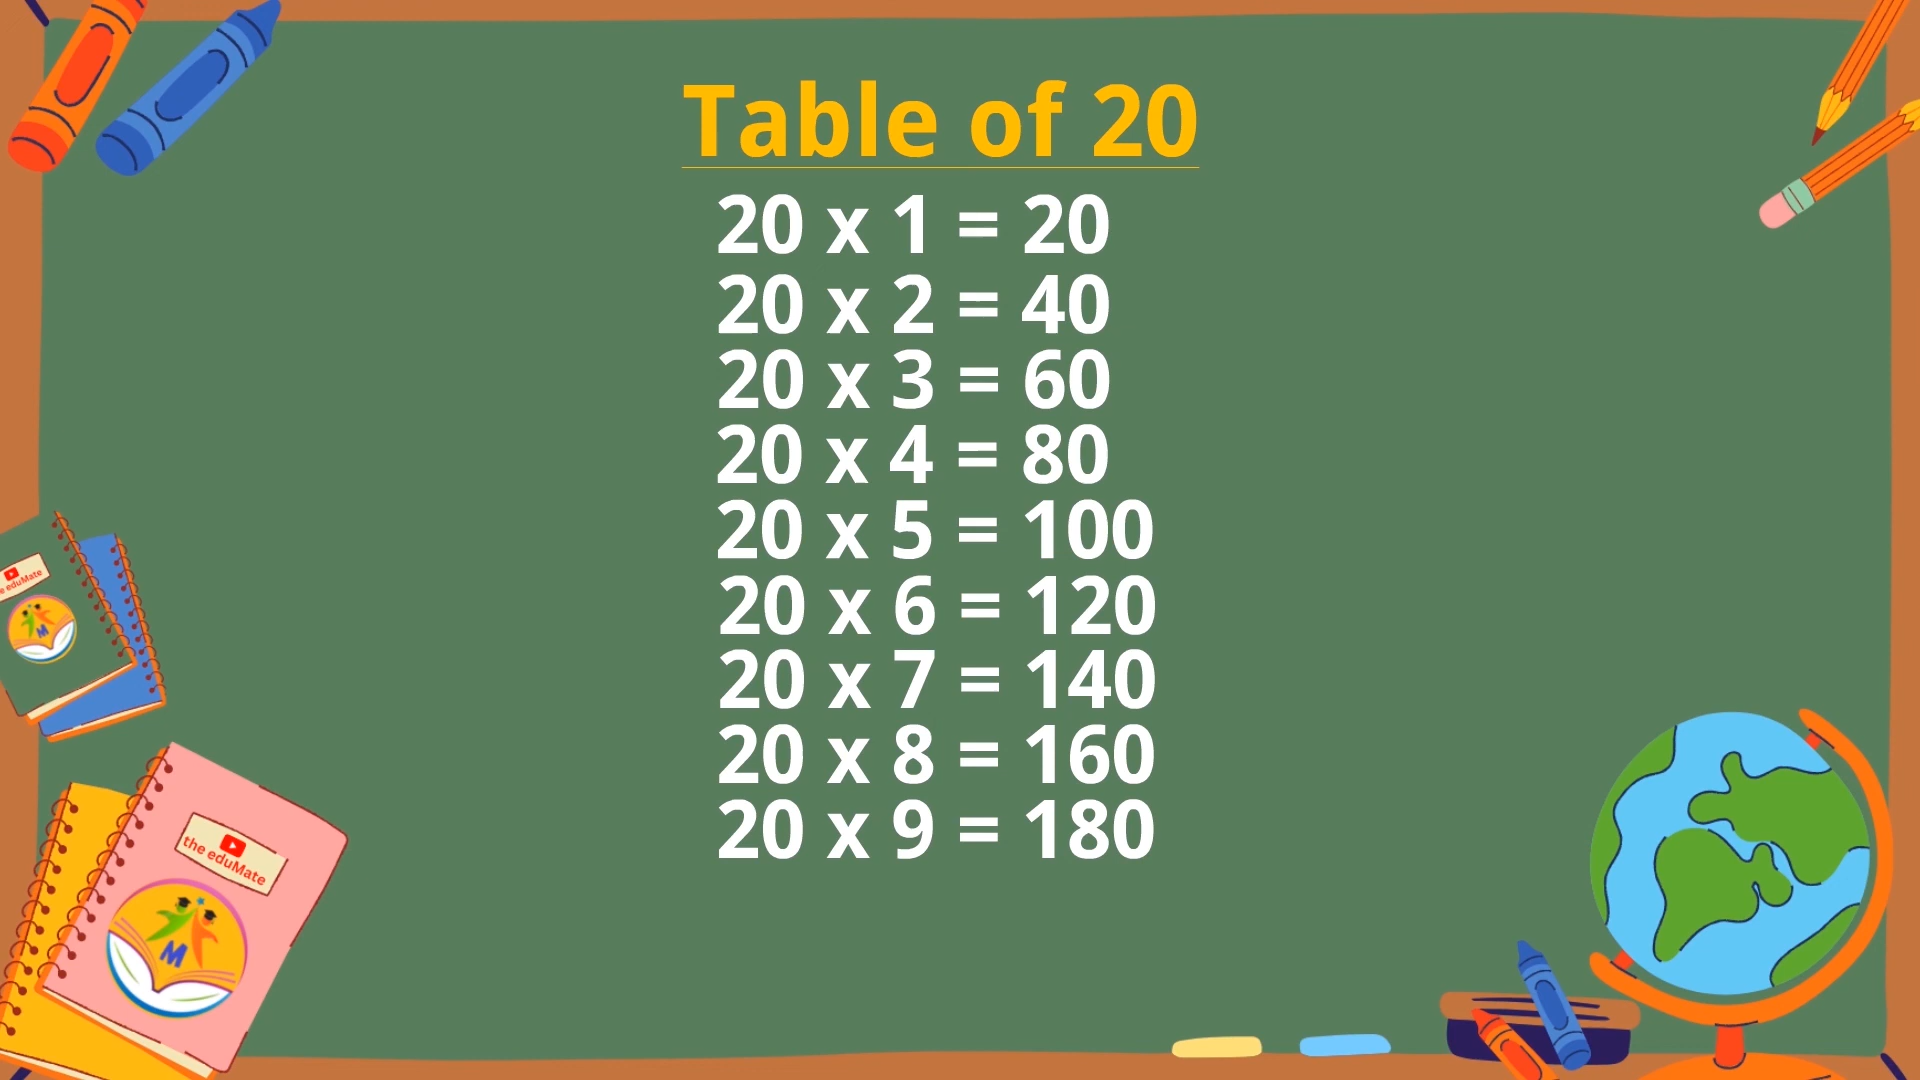 Table of 20
20 x 1 = 20
20 x 2 = 40
20 x 3 = 60
20 x 4 = 80
20 x 5 = 100
20 x 6 = 120
20 x 7 = 140
20 x 8 = 160
20 x 9 = 180
eduMate
M
the eduMate
M